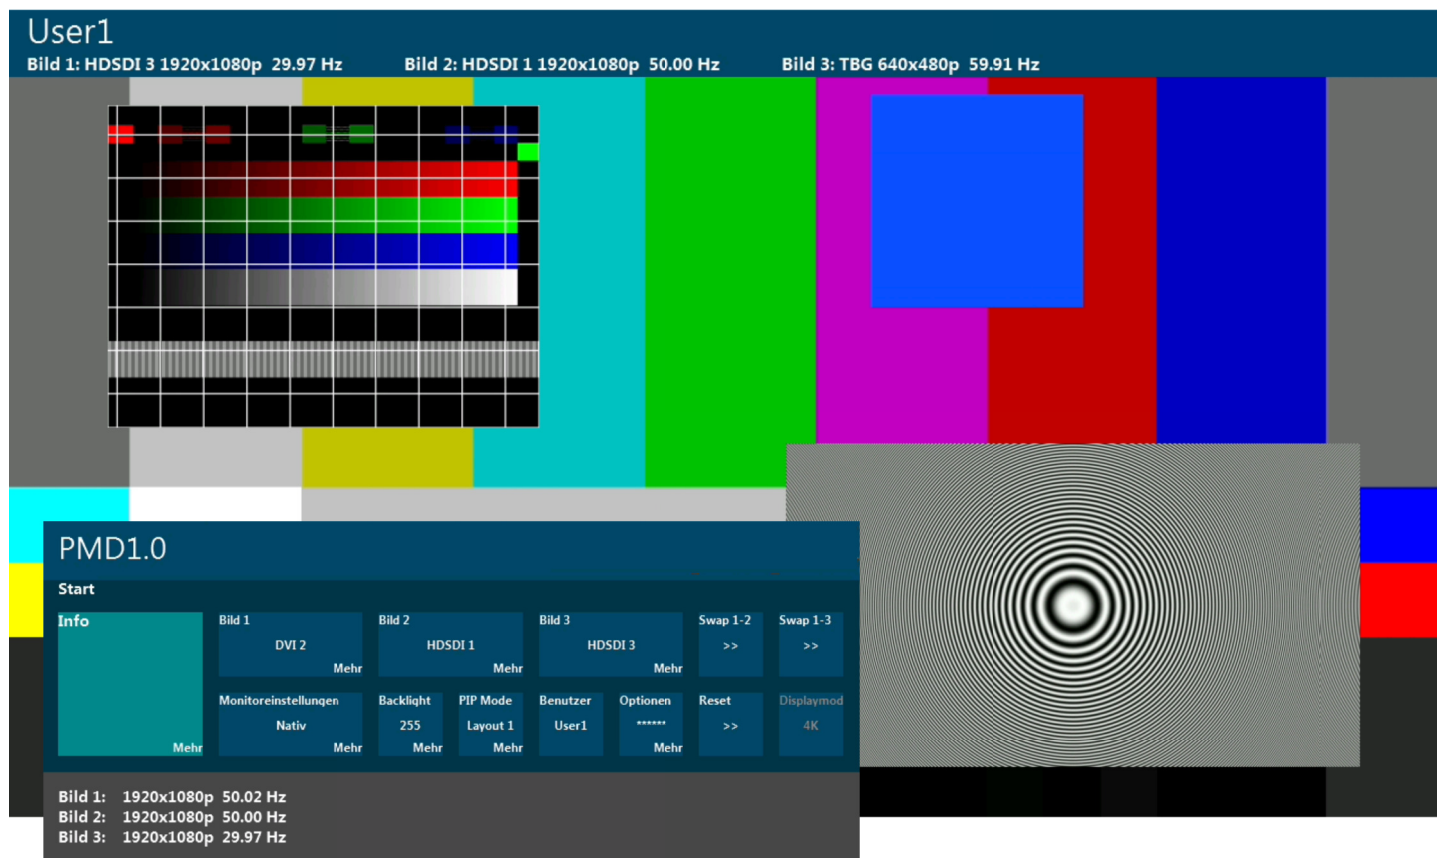 User1
Bild 1: HDSDI 3 1920x1080p 29.97 Hz Bild 2: HDSDI 1 1920x1080p 50.00 Hz Bild 3: TBG 640x480p 59.91 Hz
PMD1.0
Start
Info
Mehr
Bild 1
DVI 2
Mehr
Bild 2
HDSDI 1
Mehr
Bild 3
HDSDI 3
Mehr
Swap 1-2
>>
Swap 1-3
>>
Monitoreinstellungen
Nativ
Mehr
Backlight
255
Mehr
PIP Mode
Layout 1
Mehr
Benutzer
User1
Optionen
******
Mehr
Reset
>>
Displaymod
4K
Bild 1: 1920x1080p 50.02 Hz
Bild 2: 1920x1080p 50.00 Hz
Bild 3: 1920x1080p 29.97 Hz